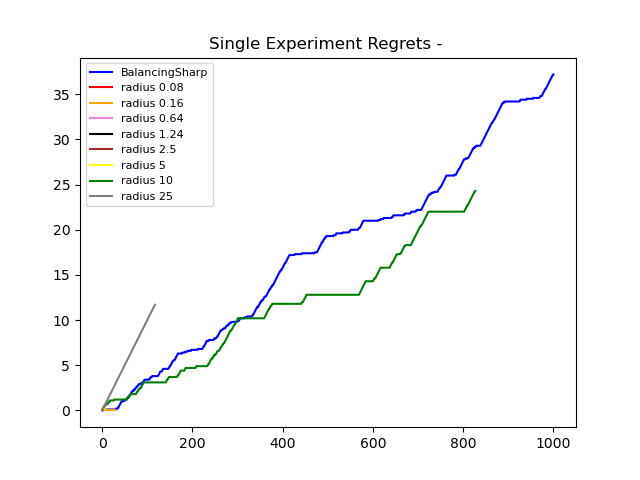 Single Experiment Regrets -
BalancingSharp
radius 0.08
radius 0.16
radius 0.64
radius 1.24
radius 2.5
radius 5
radius 10
radius 25
35
30
25
20
15
10
5
0
0 200 400 600 800 1000